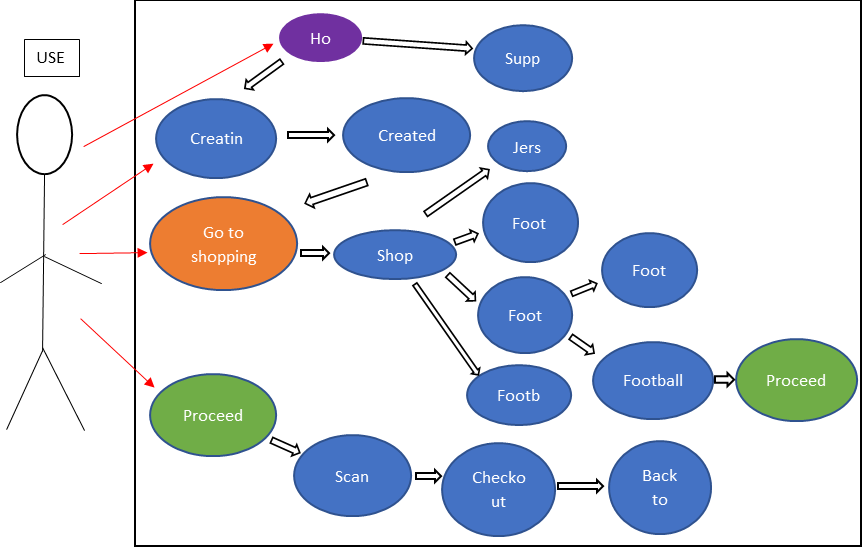 Ho
USE
Supp
Creatin
Created
Jers
Go to
shopping
Foot
Shop
Foot
Foot
Football
Proceed
Footb
Proceed
Scan
Checko
ut
Back
to